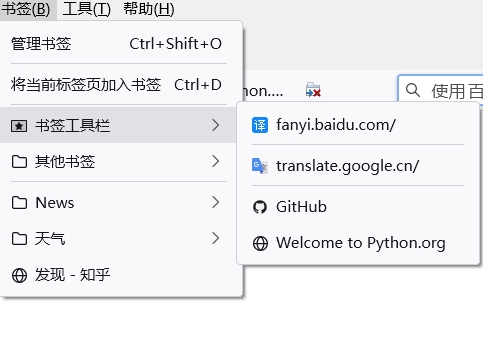 书签(B) 工具(T) 帮助(H)
管理书签 Ctrl+Shift+O
将当前标签页加入书签 Ctrl+D
hon.... 使用百
书签工具栏
fanyi.baidu.com/
其他书签
translate.google.cn/
News
GitHub
天气
Welcome to Python.org
发现 - 知乎